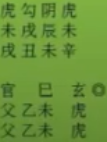 虎勾阴虎
未戌辰未
戌丑未辛
官　巳　玄◎
父乙未　虎
父乙未　虎